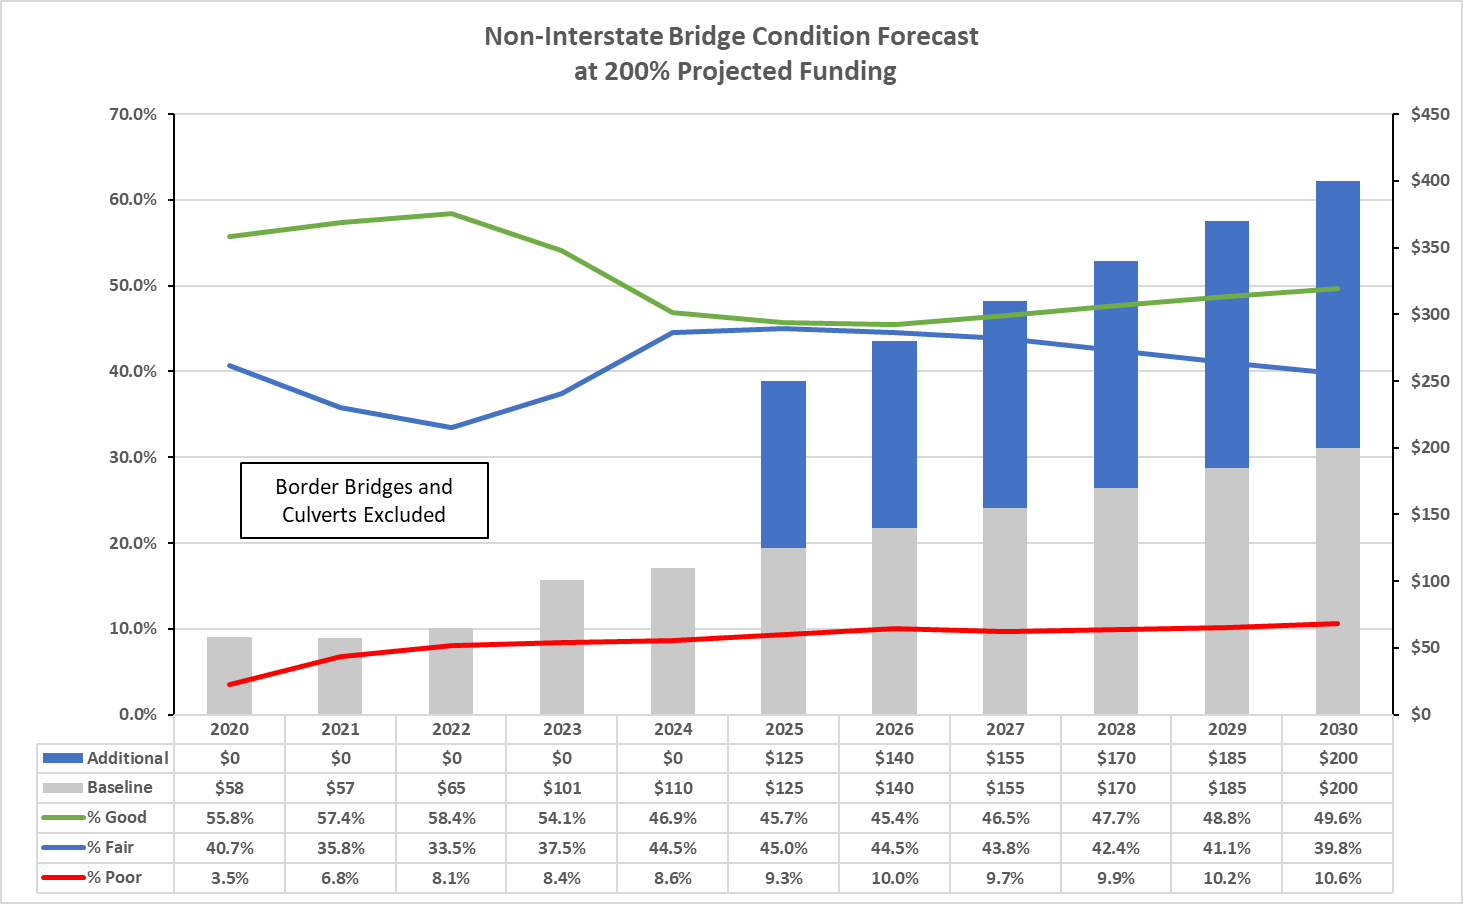 Non-Interstate Bridge Condition Forecast
at 200% Projected Funding
70.0%
60.0%
50.0%
40.0%
30.0%
20.0%
10.0%
0.0%
$450
$400
$350
$300
$250
$200
$150
$100
$50
$0
Border Bridges and
Culverts Excluded
2020 2021 2022 2023 2024 2025 2026 2027 2028 2029 2030
Additional $0 $0 $0 $0 $0 $125 $140 $155 $170 $185 $200
Baseline $58 $57 $65 $101 $110 $125 $140 $155 $170 $185 $200
% Good 55.8% 57.4% 58.4% 54.1% 46.9% 45.7% 45.4% 46.5% 47.7% 48.8% 49.6%
% Fair 40.7% 35.8% 33.5% 37.5% 44.5% 45.0% 44.5% 43.8% 42.4% 41.1% 39.8%
% Poor 3.5% 6.8% 8.1% 8.4% 8.6% 9.3% 10.0% 9.7% 9.9% 10.2% 10.6%